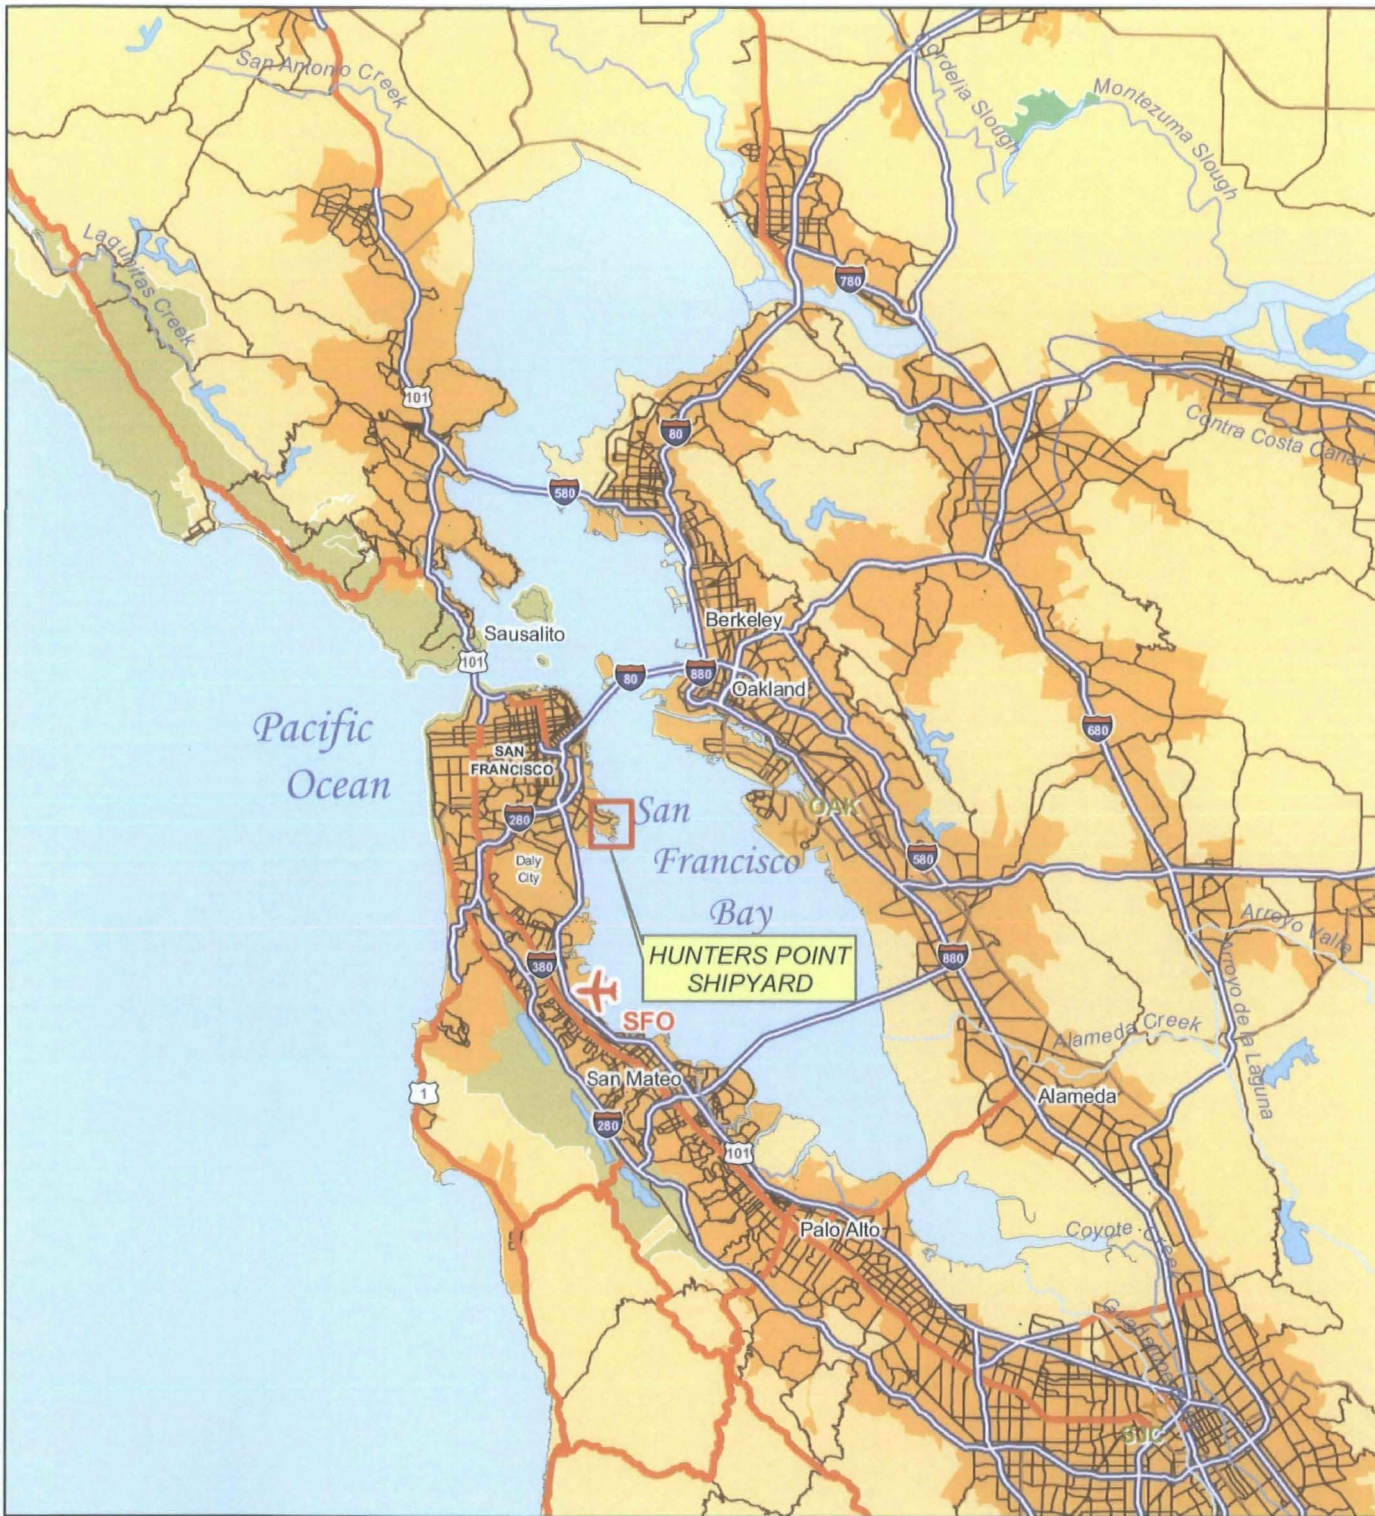 San Antonio Creek
Cordelia Slough
Montezuma Slough
Lagunitas Creek
780
101
80
Contra Costa Canal
580
Berkeley
Sausalito
101
80
880
Oakland
Pacific
Ocean
680
SAN
FRANCISCO
280
San
Francisco
Bay
OAK
Daly
City
580
Arroyo Valle
HUNTERS POINT
SHIPYARD
380
880
Arroyo de la Laguna
SFO
Alameda Creek
San Mateo
1
Alameda
280
101
Palo Alto
Coyote Creek
SJC